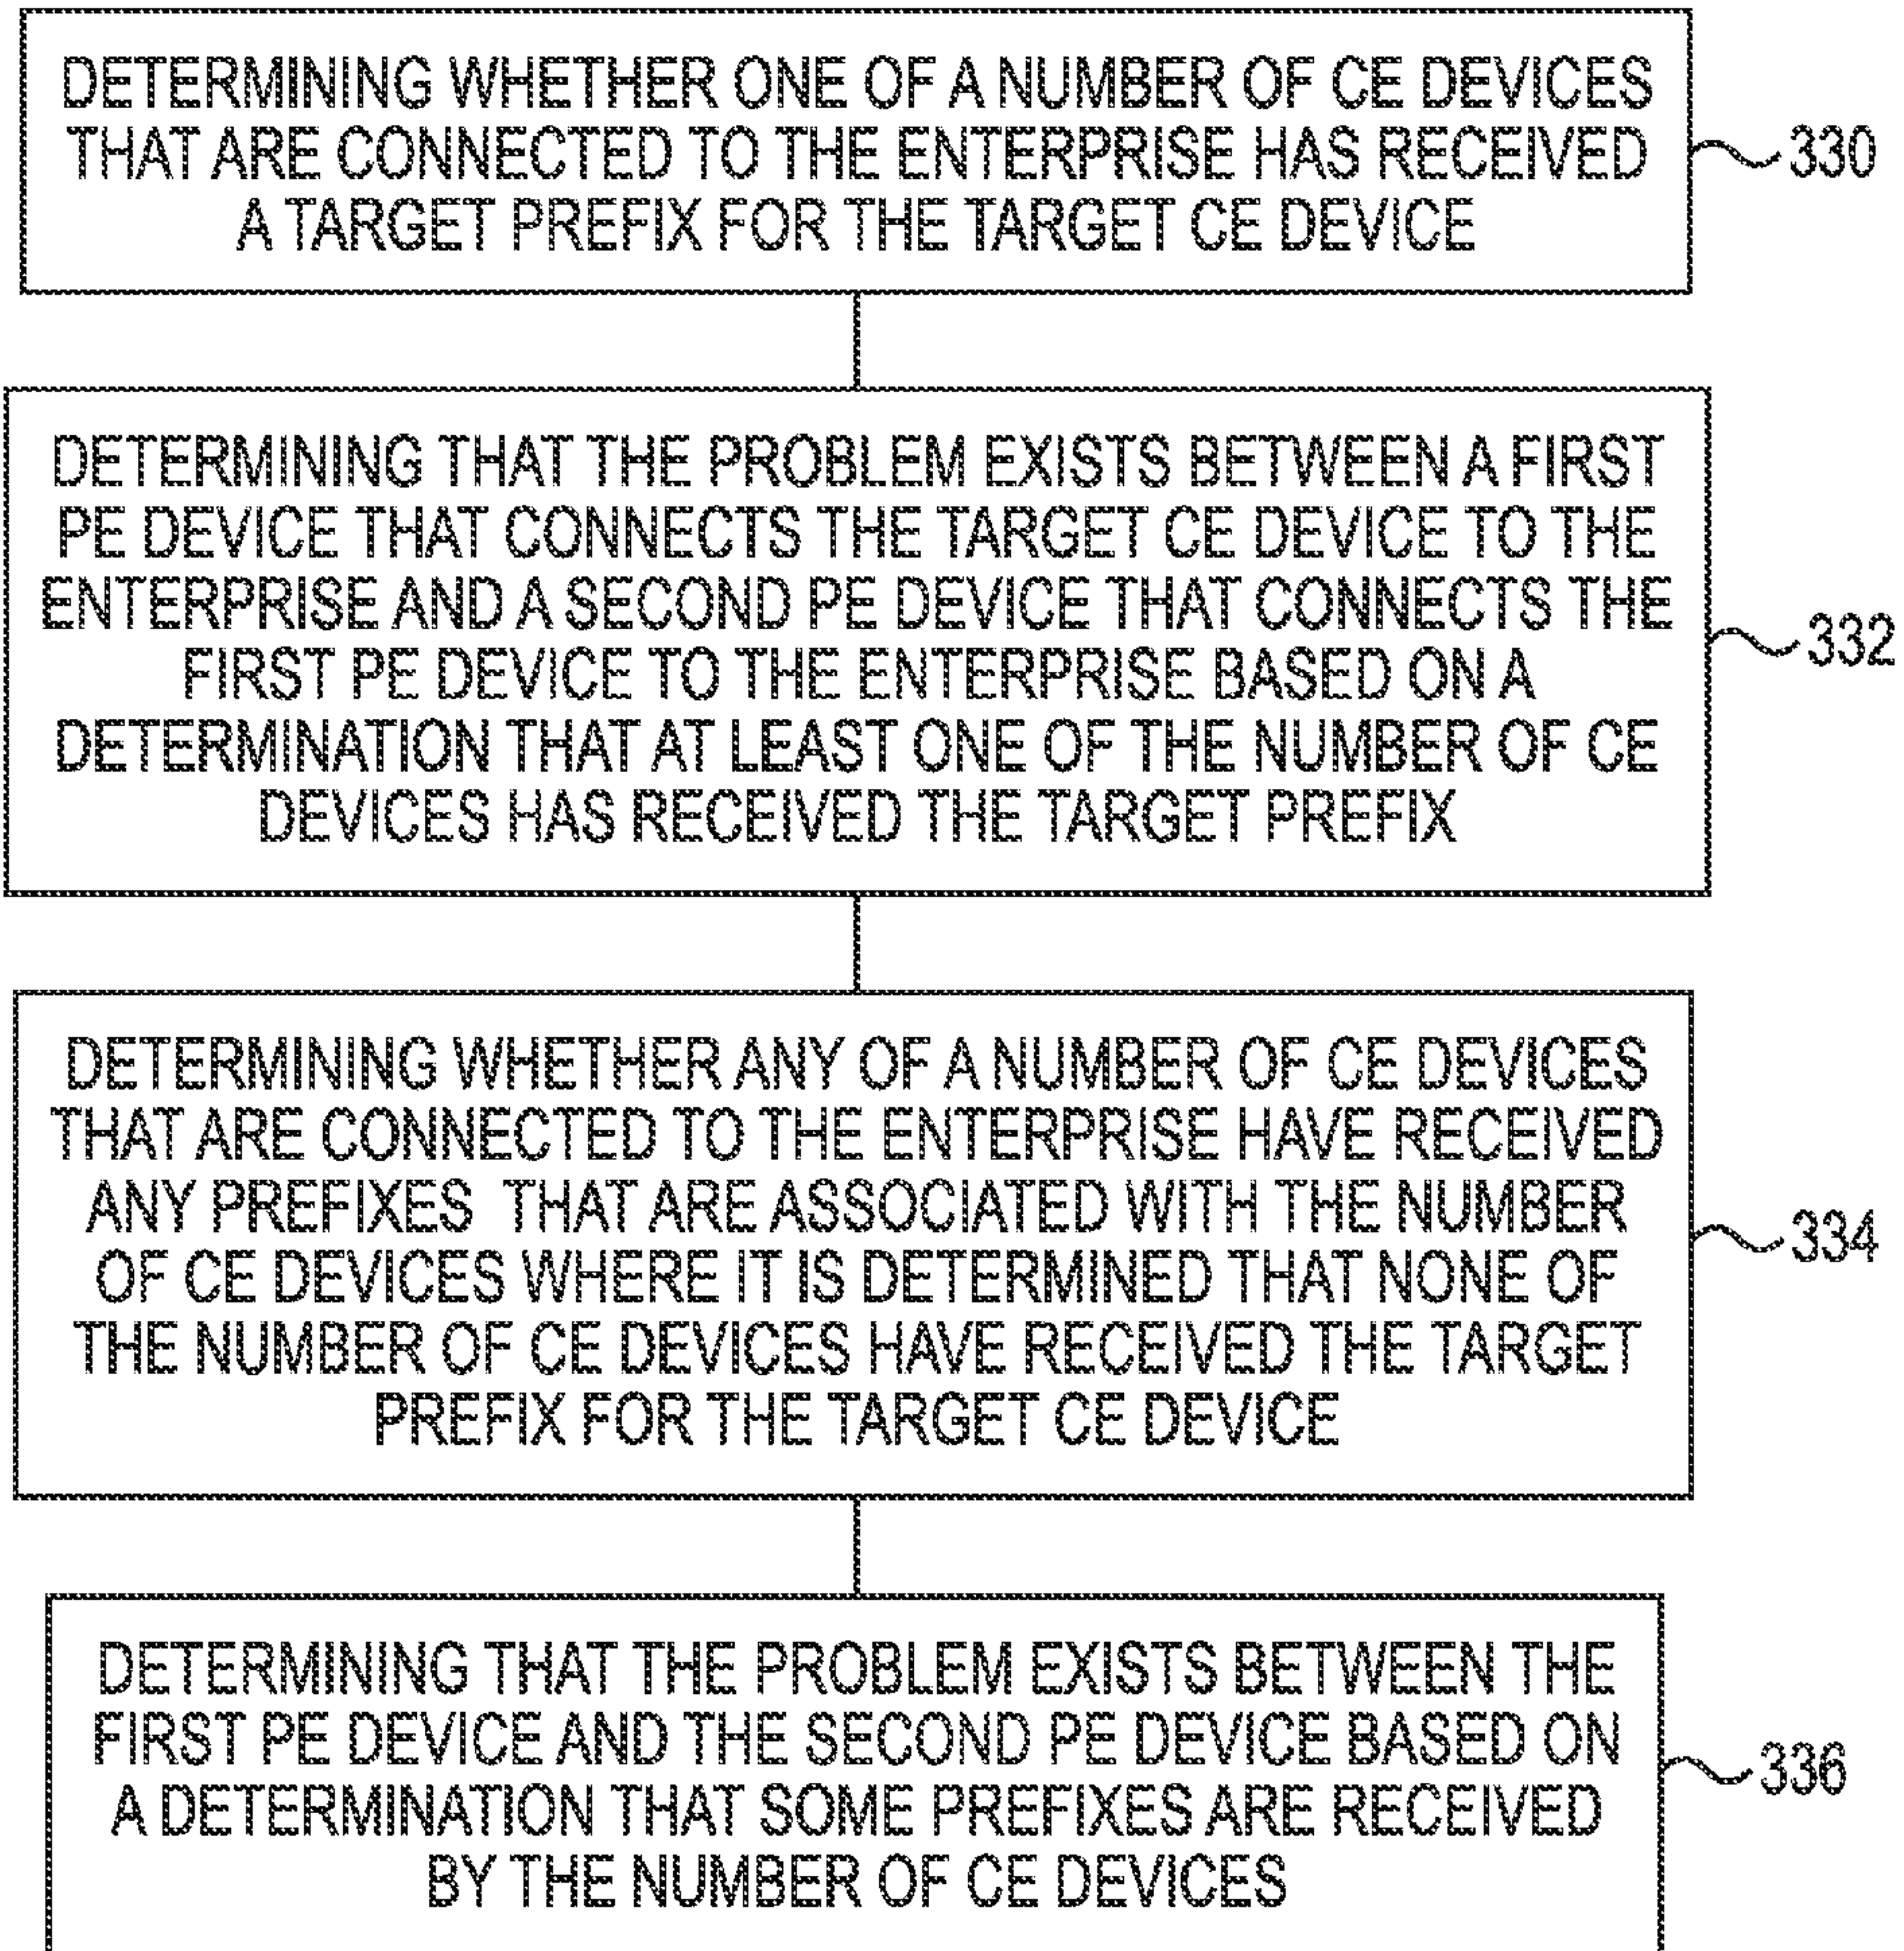 DETERMINING WHETHER ONE OF A NUMBER OF CE DEVICES
THAT ARE CONNECTED TO THE ENTERPRISE HAS RECEIVED
A TARGET PREFIX FOR THE TARGET CE DEVICE
330
DETERMINING THAT THE PROBLEM EXISTS BETWEEN A FIRST
PE DEVICE THAT CONNECTS THE TARGET CE DEVICE TO THE
ENTERPRISE AND A SECOND PE DEVICE THAT CONNECTS THE
FIRST PE DEVICE TO THE ENTERPRISE BASED ON A
DETERMINATION THAT AT LEAST ONE OF THE NUMBER OF CE
DEVICES HAS RECEIVED THE TARGET PREFIX
332
DETERMINING WHETHER ANY OF A NUMBER OF CE DEVICES
THAT ARE CONNECTED TO THE ENTERPRISE HAVE RECEIVED
ANY PREFIXES THAT ARE ASSOCIATED WITH THE NUMBER
OF CE DEVICES WHERE IT IS DETERMINED THAT NONE OF
THE NUMBER OF CE DEVICES HAVE RECEIVED THE TARGET
PREFIX FOR THE TARGET CE DEVICE
334
DETERMINING THAT THE PROBLEM EXISTS BETWEEN THE
FIRST PE DEVICE AND THE SECOND PE DEVICE BASED ON
A DETERMINATION THAT SOME PREFIXES ARE RECEIVED
BY THE NUMBER OF CE DEVICES
336